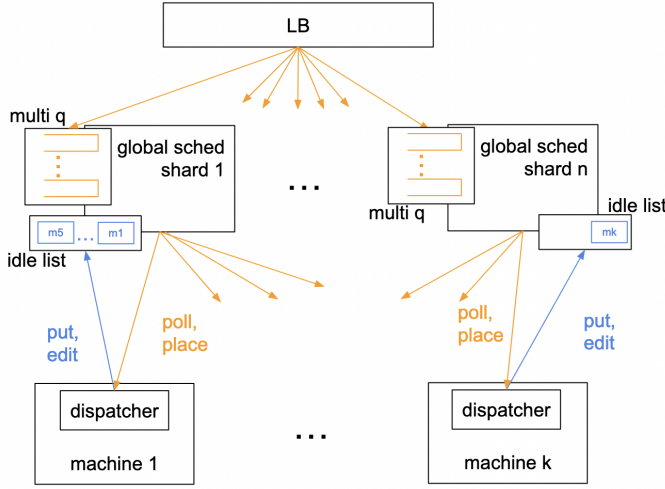 LB
multi q
global sched
shard 1
m5 ... m1
idle list
...
global sched
shard n
multi q
idle list
mk
put,
edit
poll,
place
poll,
place
put,
edit
dispatcher
machine 1
...
dispatcher
machine k